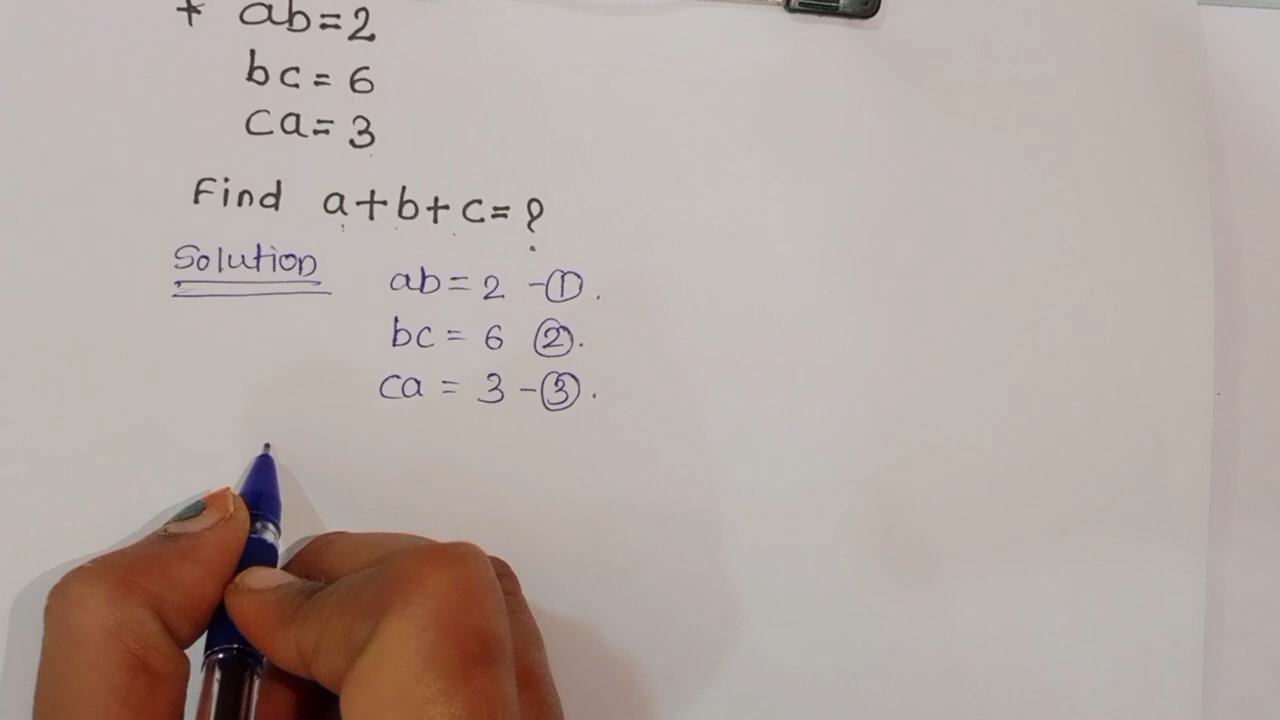 * ab=2
bc=6
ca=3
Find a+b+c=?
Solution
ab=2 -①.
bc=6 ②.
ca=3 -③.